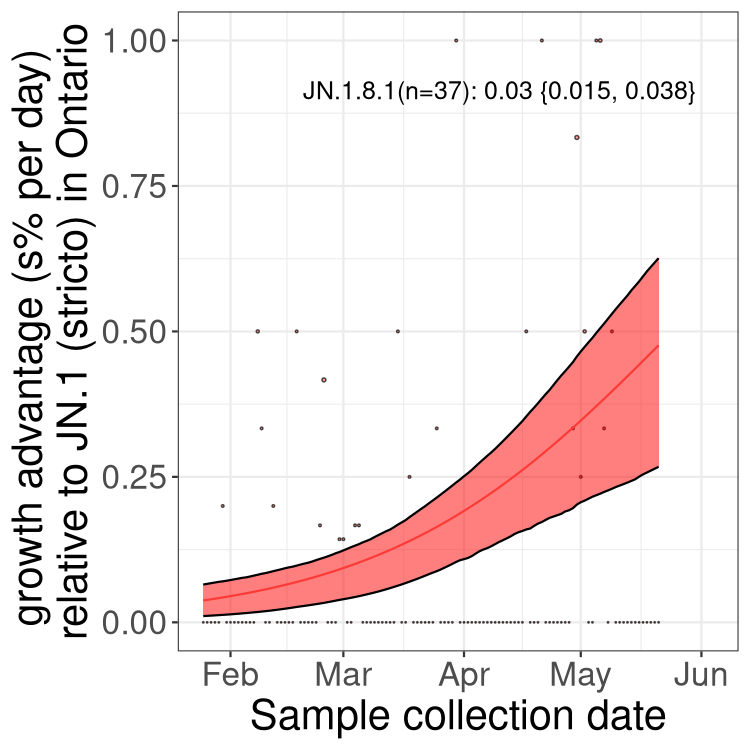 growth advantage (s% per day)
relative to JN.1 (stricto) in Ontario
1.00
0.75
0.50
0.25
0.00
JN.1.8.1(n=37): 0.03 {0.015, 0.038}
Feb Mar Apr May Jun
Sample collection date